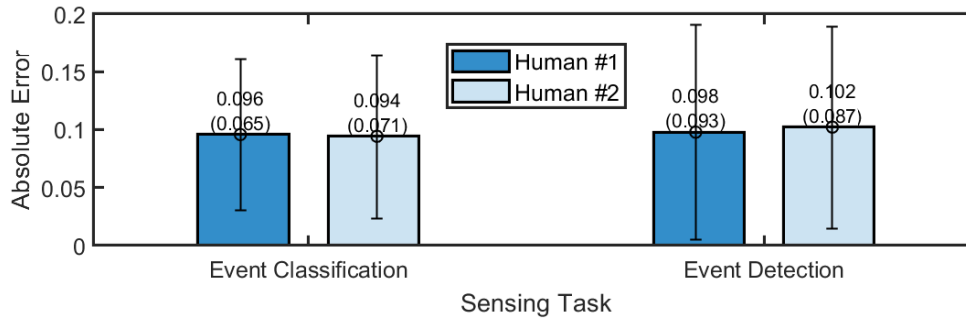 0.2
0.15
0.1
0.05
0
Absolute Error
Human #1
Human #2
0.096
(0.065)
0.094
(0.071)
0.098
(0.093)
0.102
(0.087)
Event Classification
Event Detection
Sensing Task